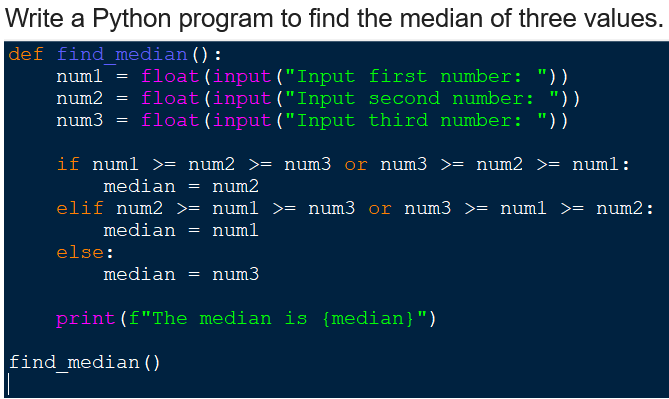 Write a Python program to find the median of three values.
def find_median():
    num1 = float(input("Input first number: "))
    num2 = float(input("Input second number: "))
    num3 = float(input("Input third number: "))

    if num1 >= num2 >= num3 or num3 >= num2 >= num1:
        median = num2
    elif num2 >= num1 >= num3 or num3 >= num1 >= num2:
        median = num1
    else:
        median = num3

    print(f"The median is {median}")

find_median()